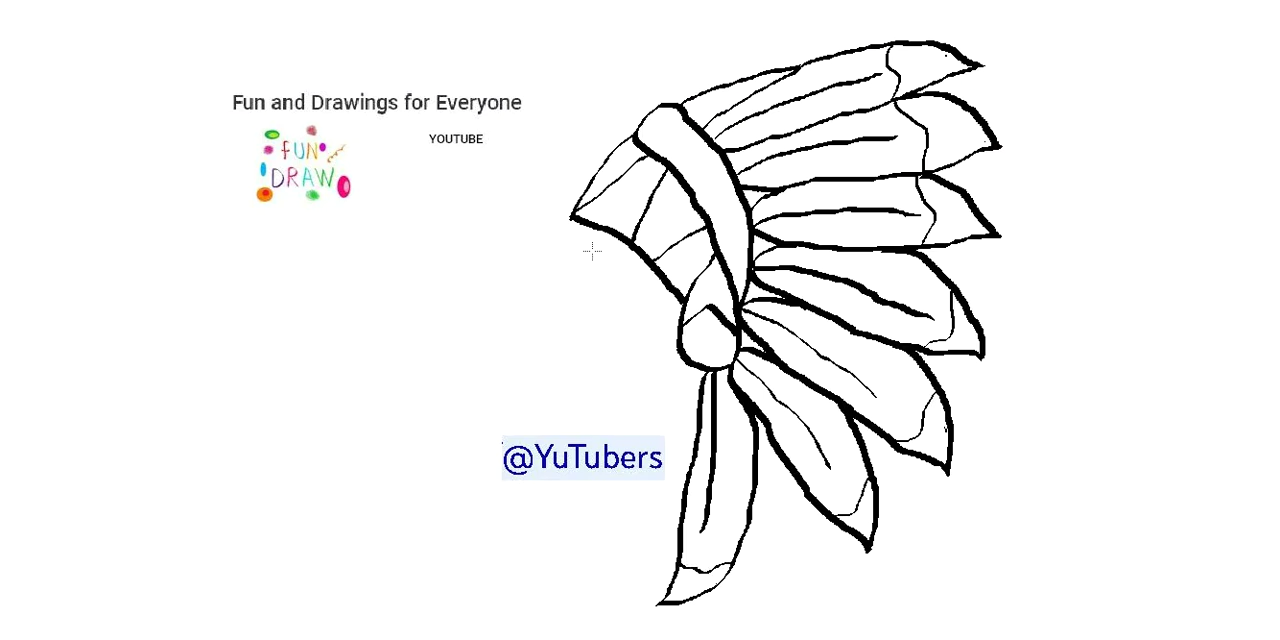 Fun and Drawings for Everyone
YOUTUBE
FUN
DRAW
@YuTubers